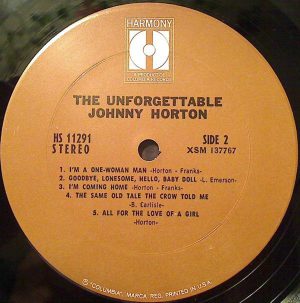 HARMONY
H
A PRODUCT OF
COLUMBIA RECORDS
THE UNFORGETTABLE
JOHNNY HORTON
HS 11291
STEREO
SIDE 2
XSM 137767
1. I'M A ONE-WOMAN MAN -Horton - Franks-
2. GOODBYE, LONESOME, HELLO, BABY DOLL -L. Emerson-
3. I'M COMING HOME -Horton - Franks-
4. THE SAME OLD TALE THE CROW TOLD ME
-B. Carlisle-
5. ALL FOR THE LOVE OF A GIRL
-Horton-
® "COLUMBIA", MARCA REG. PRINTED IN U.S.A.